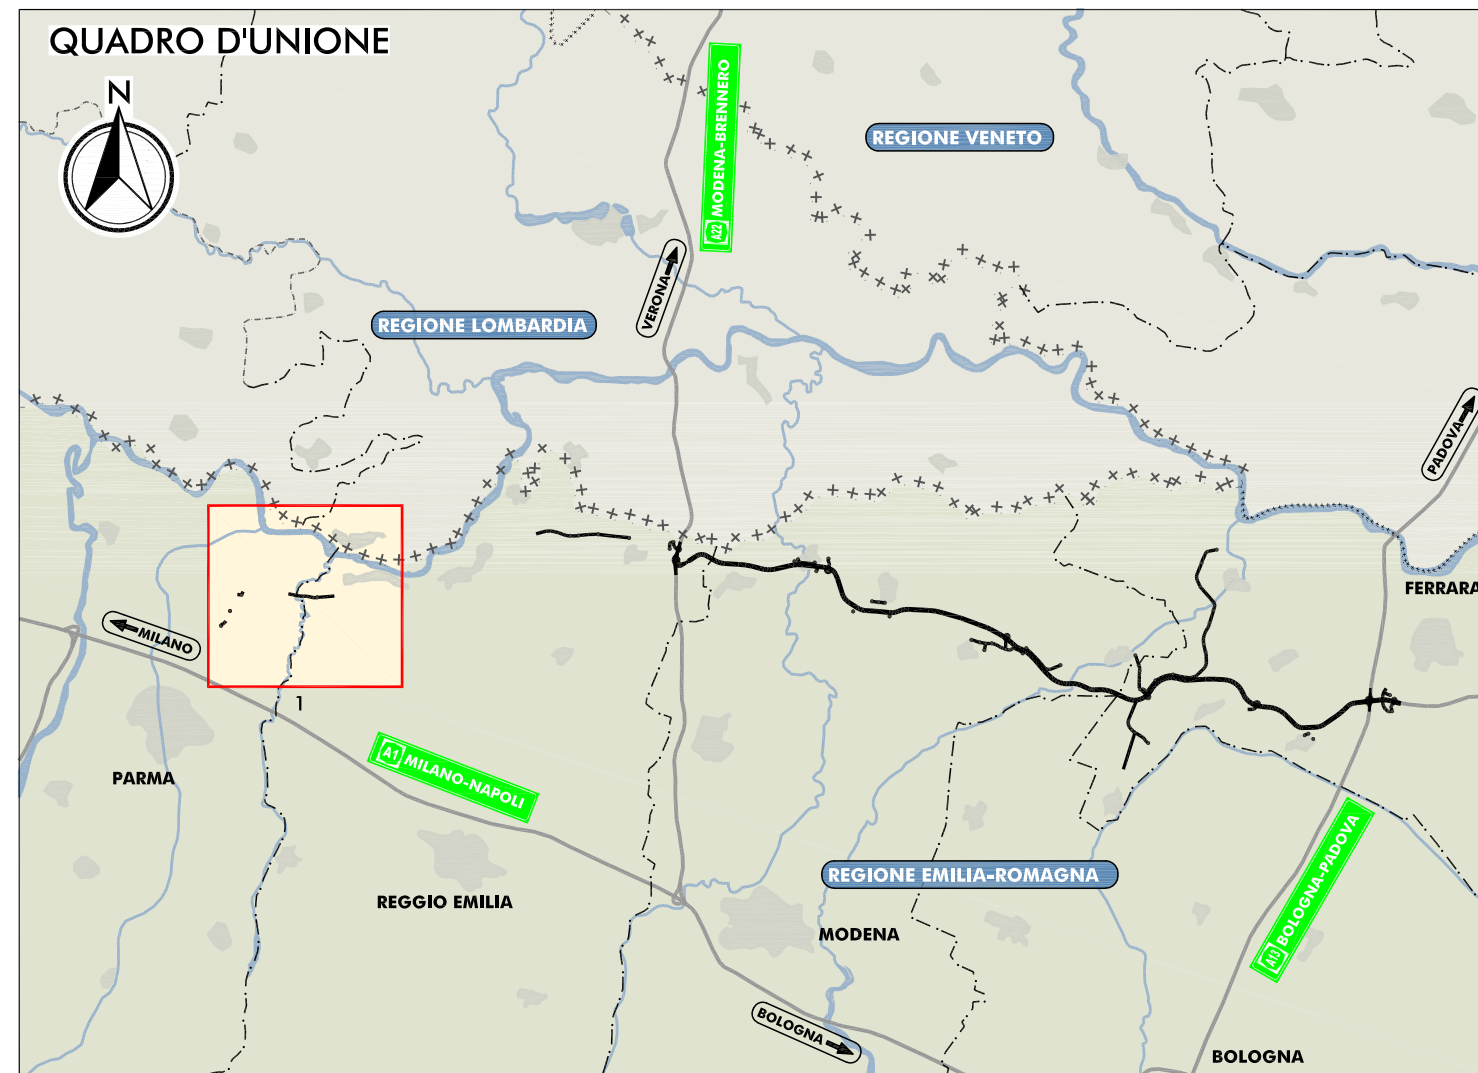 QUADRO D'UNIONE
N
A22 MODENA-BRENNERO
REGIONE VENETO
VERONA
REGIONE LOMBARDIA
PADOVA
FERRARA
MILANO
1
PARMA
A1 MILANO-NAPOLI
REGGIO EMILIA
REGIONE EMILIA-ROMAGNA
MODENA
A13 BOLOGNA-PADOVA
BOLOGNA
BOLOGNA